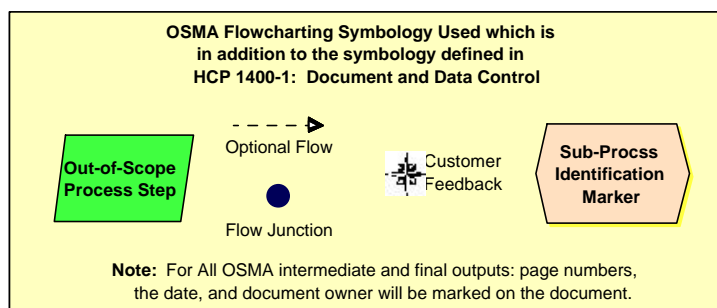 OSMA Flowcharting Symbology Used which is
in addition to the symbology defined in
HCP 1400-1: Document and Data Control
Out-of-Scope
Process Step
Optional Flow
Flow Junction
Customer
Feedback
Sub-Procss
Identification
Marker
Note: For All OSMA intermediate and final outputs: page numbers,
the date, and document owner will be marked on the document.